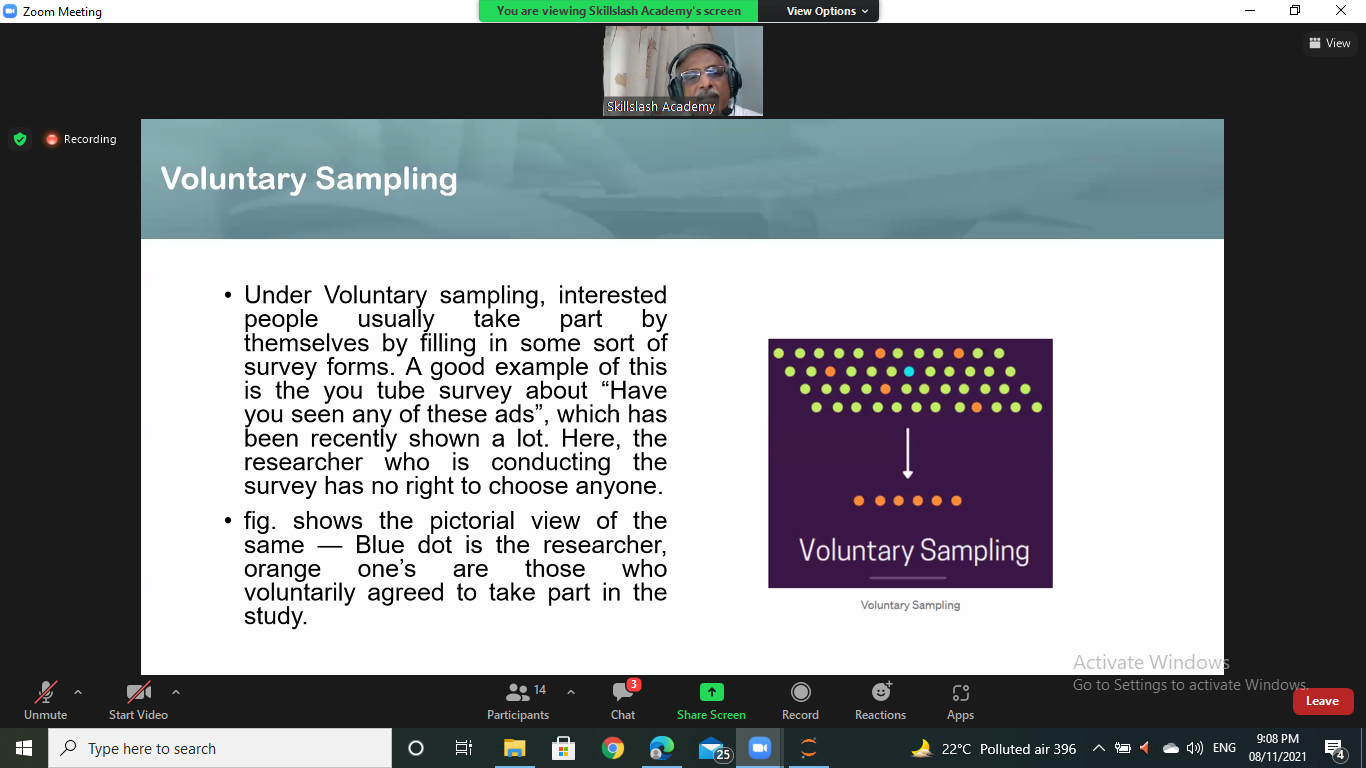 Zoom Meeting
You are viewing Skillslash Academy's screen
View Options
View
Skillslash Academy
Recording
Voluntary Sampling
• Under Voluntary sampling, interested
people usually take part by
themselves by filling in some sort of
survey forms. A good example of this
is the you tube survey about “Have
you seen any of these ads”, which has
been recently shown a lot. Here, the
researcher who is conducting the
survey has no right to choose anyone.
• fig. shows the pictorial view of the
same — Blue dot is the researcher,
orange one’s are those who
voluntarily agreed to take part in the
study.
Voluntary Sampling
Voluntary Sampling
Activate Windows
Go to Settings to activate Windows.
Unmute
Start Video
Participants
14
Chat
3
Share Screen
Record
Reactions
Apps
Leave
Type here to search
25
22°C Polluted air 396
ENG
9:08 PM
08/11/2021
4